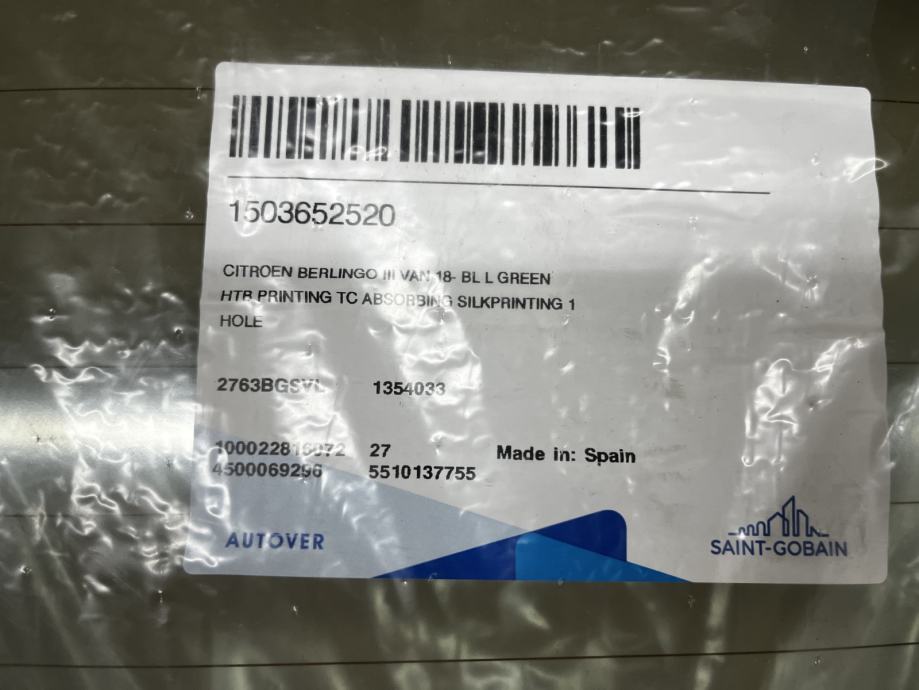 1503652520
CITROEN BERLINGO III VAN 18- BL L GREEN
HTR PRINTING TC ABSORBING SILKPRINTING 1
HOLE
2763BGSVL 1354033
27 Made in: Spain
4500069296 5510137755
AUTOVER
SAINT-GOBAIN